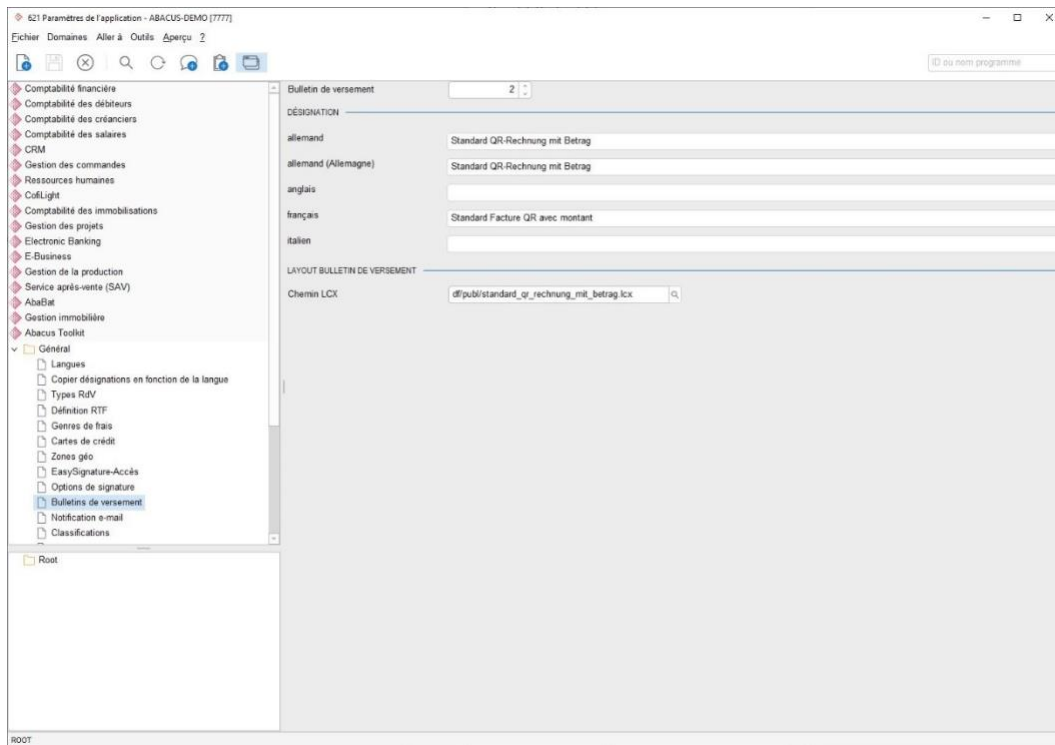 621 Paramètres de l'application - ABACUS-DEMO [7777]
Fichier Domaines Aller à Outils Aperçu ?
ID ou nom programme
Comptabilité financière
Comptabilité des débiteurs
Comptabilité des créanciers
Comptabilité des salaires
CRM
Gestion des commandes
Ressources humaines
CofiLight
Comptabilité des immobilisations
Gestion des projets
Electronic Banking
E-Business
Gestion de la production
Service après-vente (SAV)
AbaBat
Gestion immobilière
Abacus Toolkit
Général
Langues
Copier désignations en fonction de la langue
Types RdV
Définition RTF
Genres de frais
Cartes de crédit
Zones géo
EasySignature-Accès
Options de signature
Bulletins de versement
Notification e-mail
Classifications
Root
Bulletin de versement 2
DÉSIGNATION
allemand Standard QR-Rechnung mit Betrag
allemand (Allemagne) Standard QR-Rechnung mit Betrag
anglais
français Standard Facture QR avec montant
italien
LAYOUT BULLETIN DE VERSEMENT
Chemin LCX df/publ/standard_qr_rechnung_mit_betrag.lcx
ROOT